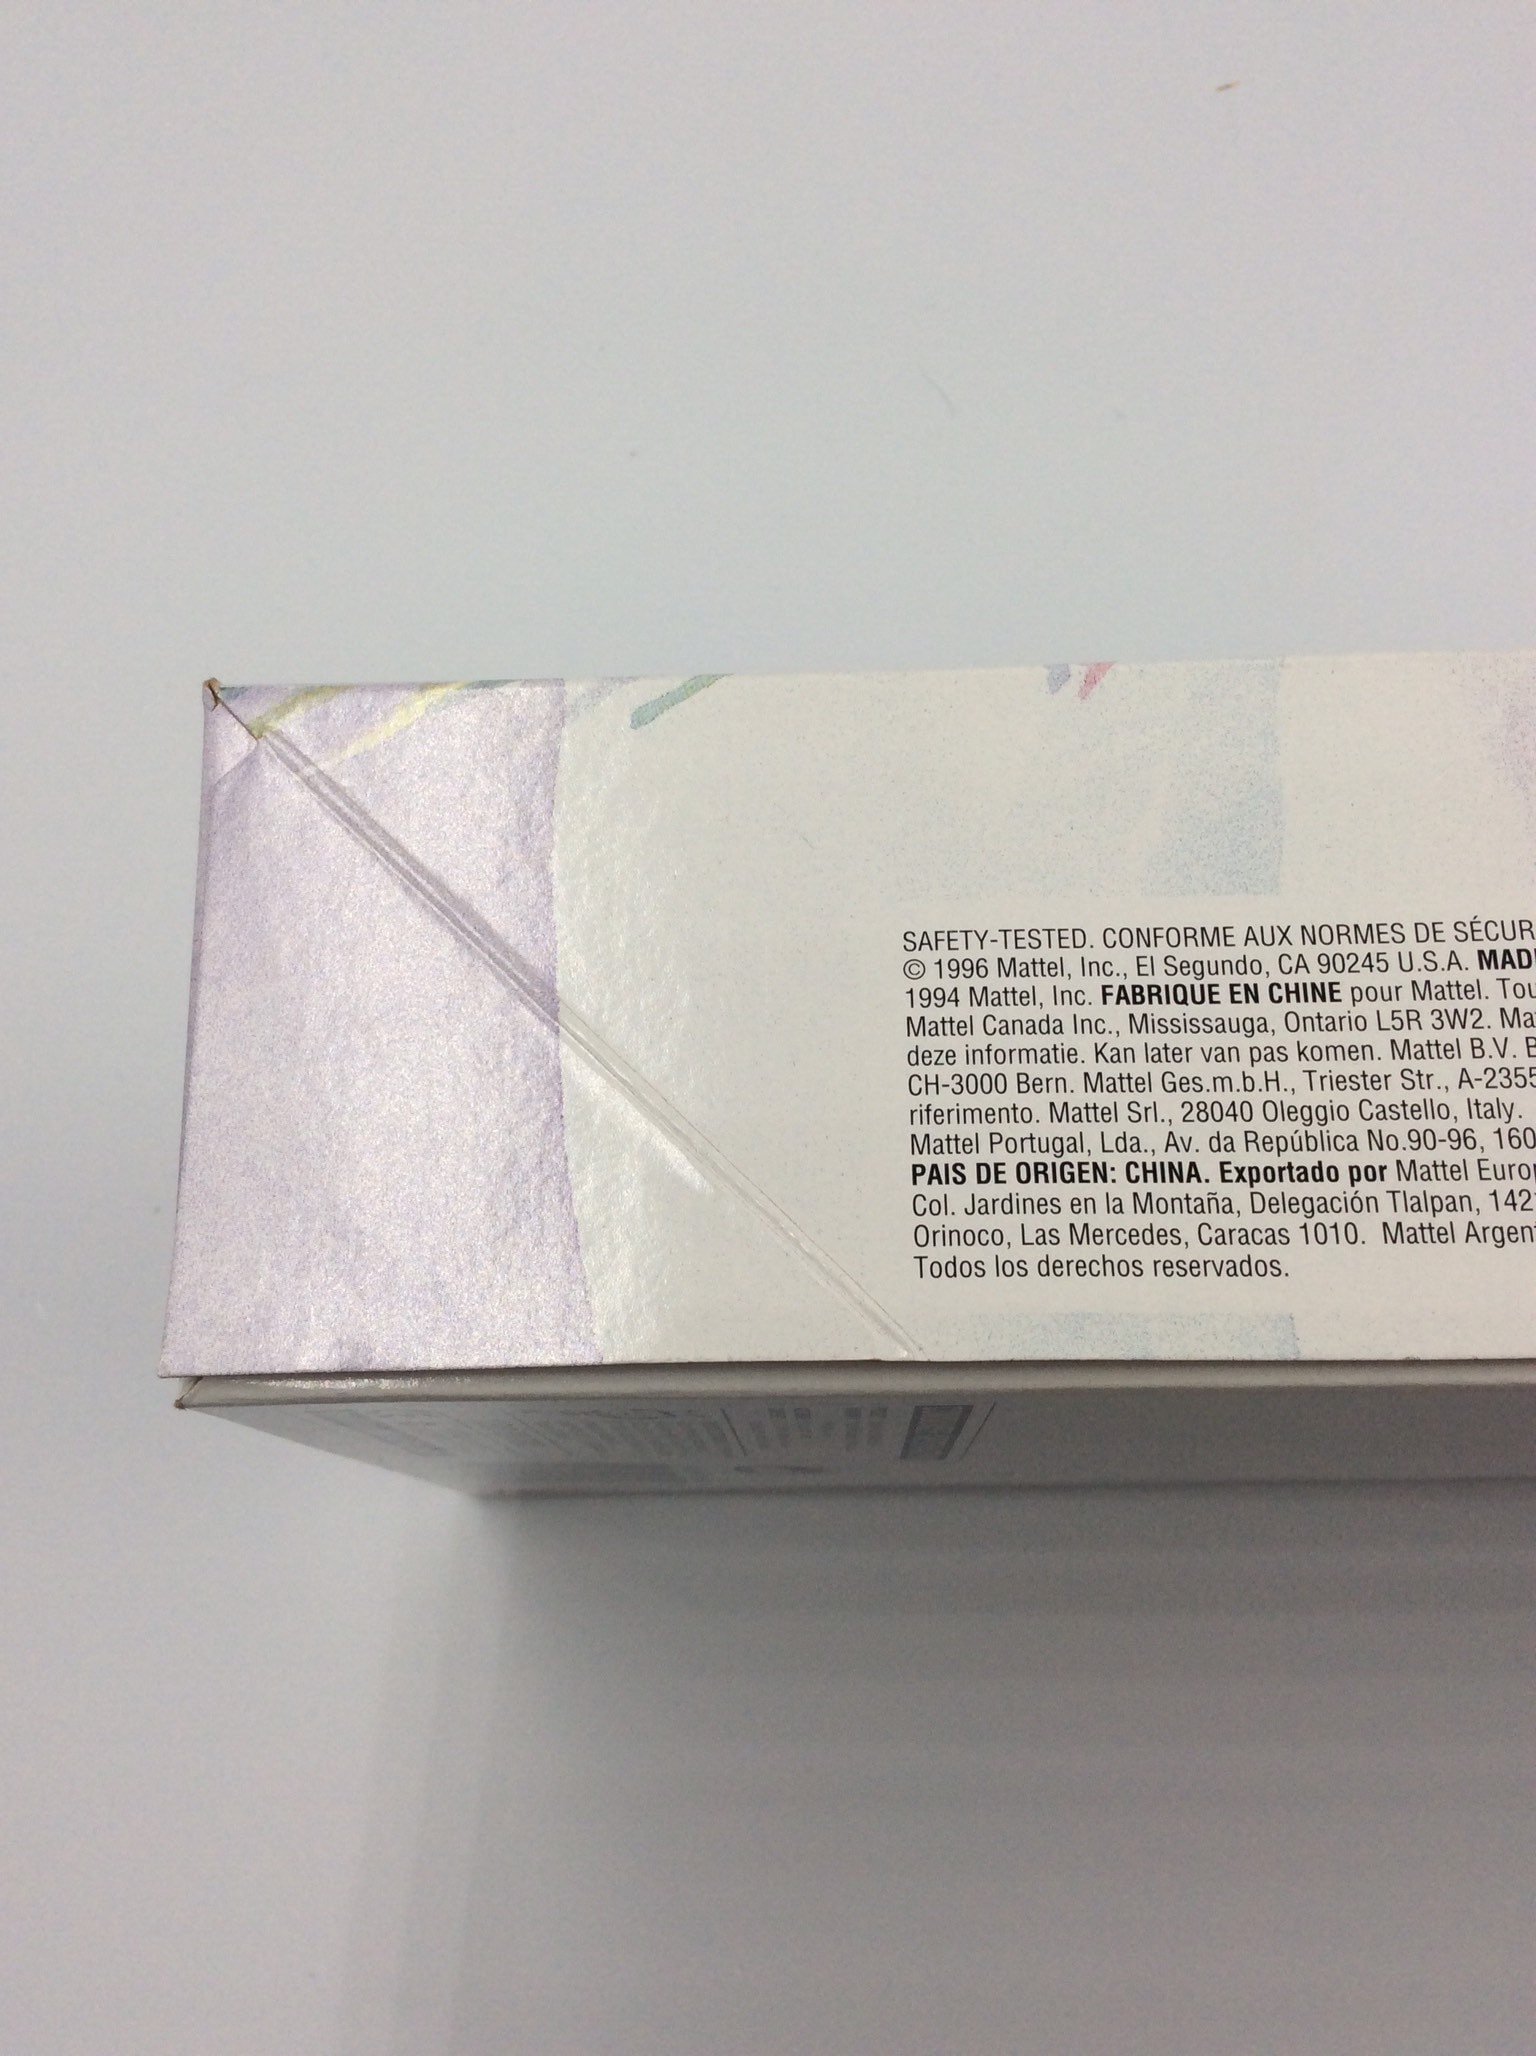 SAFETY-TESTED. CONFORME AUX NORMES DE
© 1996 Mattel, Inc., El Segundo, CA 90245 U.S.A.
1994 Mattel, Inc. FABRIQUE EN CHINE pour Mattel.
Mattel Canada Inc., Mississauga, Ontario L5R 3W2.
deze informatie. Kan later van pas komen. Mattel B.V.
CH-3000 Bern. Mattel Ges.m.b.H., Triester Str., A-2355
riferimento. Mattel Srl., 28040 Oleggio Castello, Italy.
Mattel Portugal, Lda., Av. da República No.90-96, 160
PAIS DE ORIGEN: CHINA. Exportado por Mattel
Col. Jardines en la Montaña, Delegación Tlalpan, 142
Orinoco, Las Mercedes, Caracas 1010. Mattel
Todos los derechos reservados.